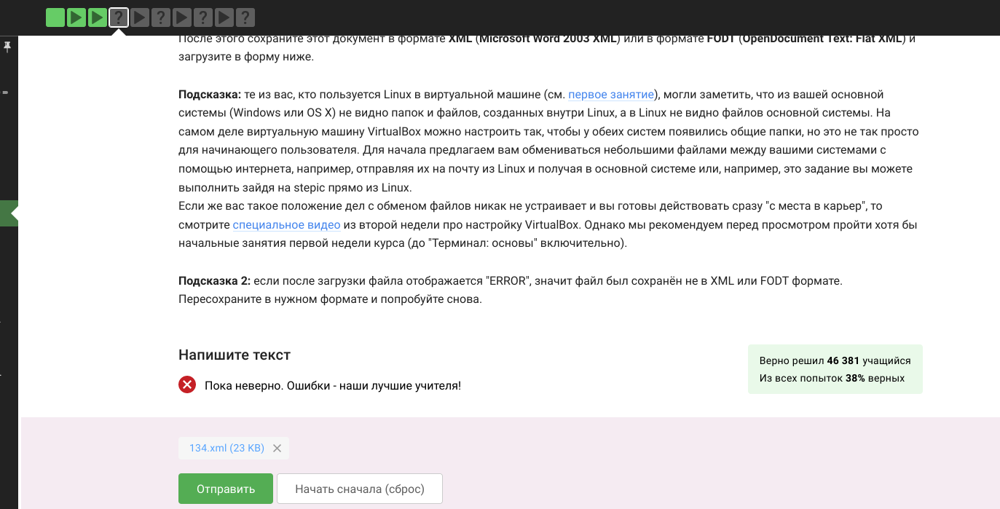 ? ? ? ?
После этого сохраните этот документ в формате XML (Microsoft Word 2003 XML) или в формате FODT (OpenDocument Text: Flat XML) и
загрузите в форму ниже.
Подсказка: те из вас, кто пользуется Linux в виртуальной машине (см. первое занятие), могли заметить, что из вашей основной
системы (Windows или OS X) не видно папок и файлов, созданных внутри Linux, а в Linux не видно файлов основной системы. На
самом деле виртуальную машину VirtualBox можно настроить так, чтобы у обеих систем появились общие папки, но это не так просто
для начинающего пользователя. Для начала предлагаем вам обмениваться небольшими файлами между вашими системами с
помощью интернета, например, отправляя их на почту из Linux и получая в основной системе или, например, это задание вы можете
выполнить зайдя на stepic прямо из Linux.
Если же вас такое положение дел с обменом файлов никак не устраивает и вы готовы действовать сразу "с места в карьер", то
смотрите специальное видео из второй недели про настройку VirtualBox. Однако мы рекомендуем перед просмотром пройти хотя бы
начальные занятия первой недели курса (до "Терминал: основы" включительно).
Подсказка 2: если после загрузки файла отображается "ERROR", значит файл был сохранён не в XML или FODT формате.
Пересохраните в нужном формате и попробуйте снова.
Напишите текст
Верно решил 46 381 учащийся
Из всех попыток 38% верных
Пока неверно. Ошибки - наши лучшие учителя!
134.xml (23 KB)
Отправить
Начать сначала (сброс)